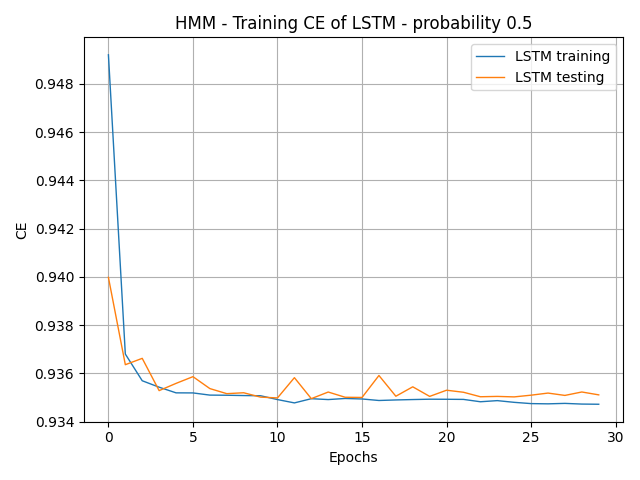 HMM - Training CE of LSTM - probability 0.5
LSTM training
LSTM testing
0.948
0.946
0.944
0.942
0.940
0.938
0.936
0.934
CE
0 5 10 15 20 25 30
Epochs